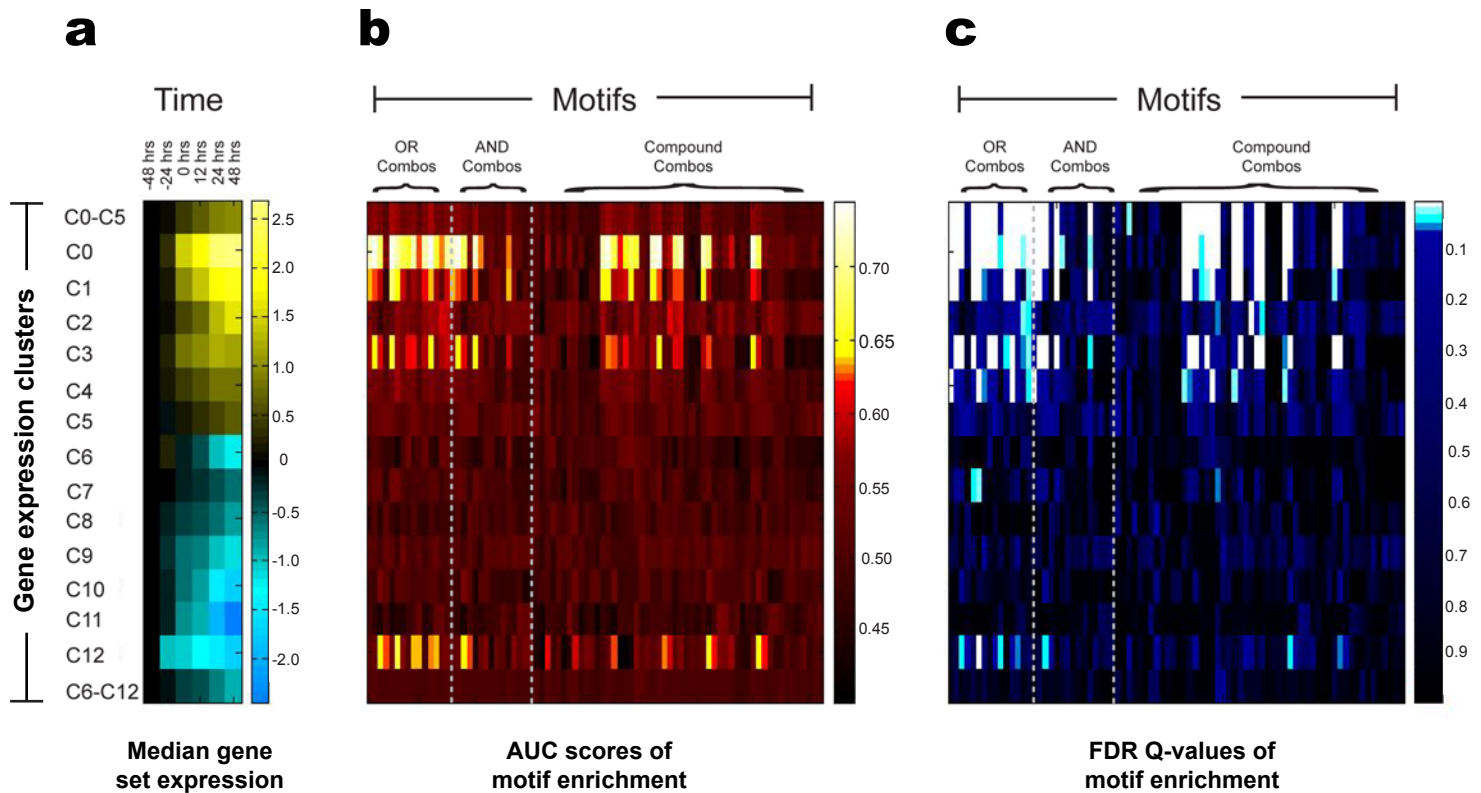 a
b
c
Time
-48 hrs
-24 hrs
0 hrs
12 hrs
24 hrs
48 hrs
Motifs
OR
Combos
AND
Combos
Compound
Combos
Motifs
OR
Combos
AND
Combos
Compound
Combos
Gene expression clusters
C0-C5
C0
C1
C2
C3
C4
C5
C6
C7
C8
C9
C10
C11
C12
C6-C12
2.5
2.0
1.5
1.0
0.5
0
-0.5
-1.0
-1.5
-2.0
0.70
0.65
0.60
0.55
0.50
0.45
0.1
0.2
0.3
0.4
0.5
0.6
0.7
0.8
0.9
Median gene
set expression
AUC scores of
motif enrichment
FDR Q-values of
motif enrichment